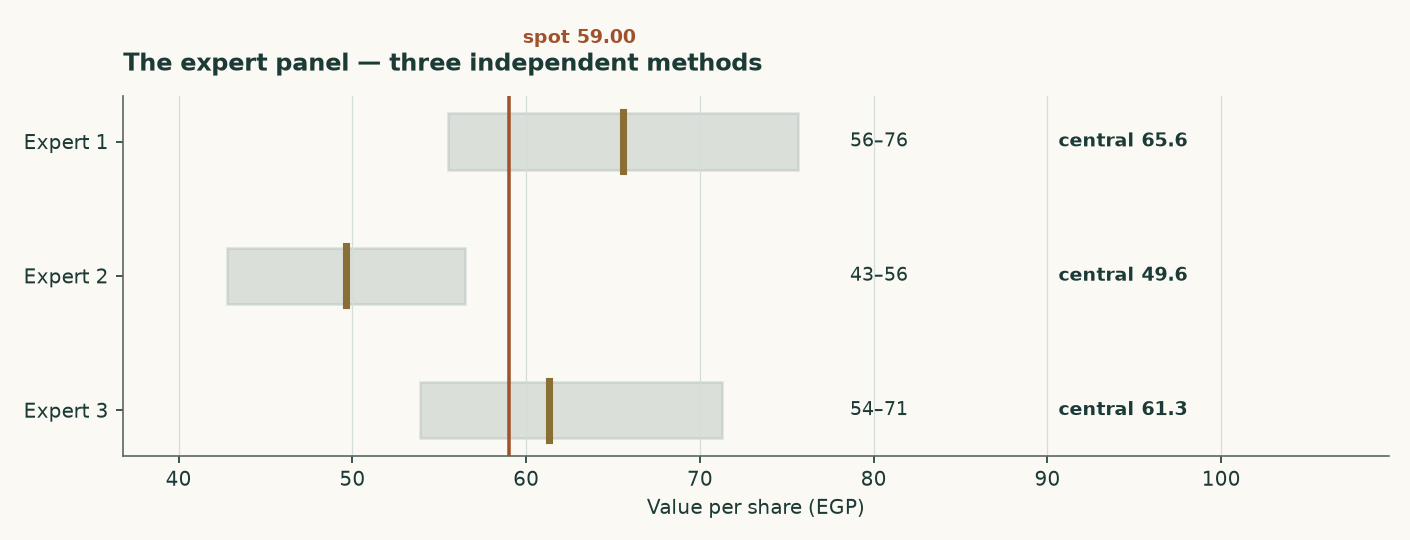 spot 59.00
The expert panel — three independent methods
Expert 1
56–76
central 65.6
Expert 2
43–56
central 49.6
Expert 3
54–71
central 61.3
40
50
60
70
80
90
100
Value per share (EGP)